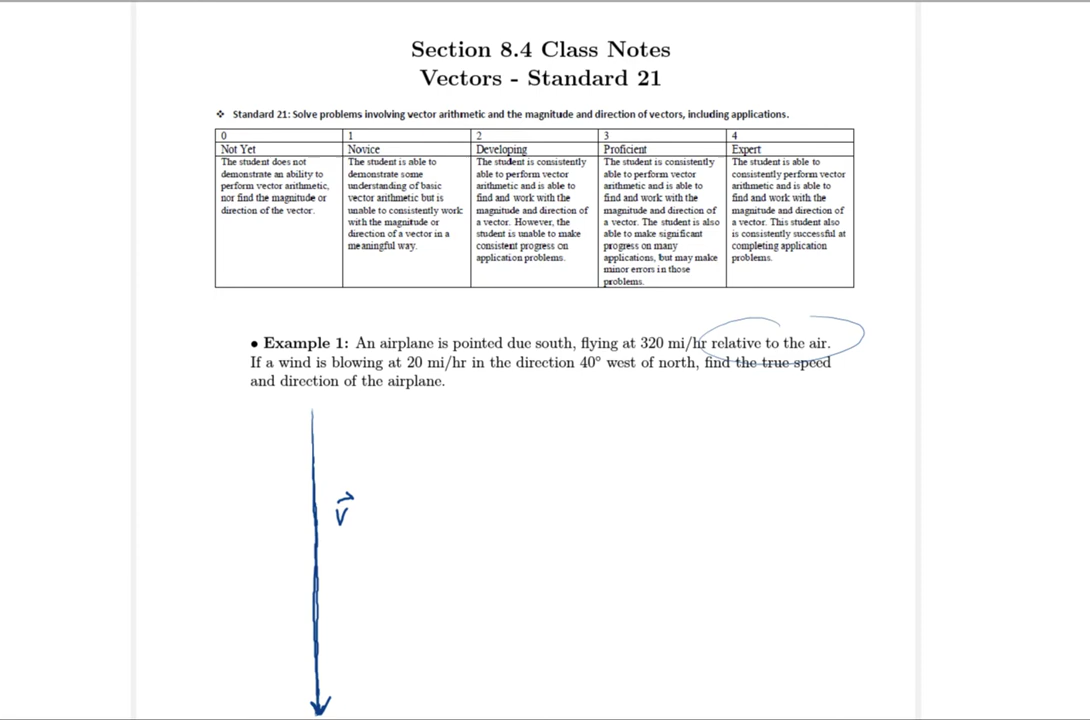 Section 8.4 Class Notes
Vectors - Standard 21
❖ Standard 21: Solve problems involving vector arithmetic and the magnitude and direction of vectors, including applications.
0 1 2 3 4
Not Yet Novice Developing Proficient Expert
The student does not
demonstrate an ability to
perform vector arithmetic,
nor find the magnitude or
direction of the vector.
The student is able to
demonstrate some
understanding of basic
vector arithmetic but is
unable to consistently work
with the magnitude or
direction of a vector in a
meaningful way.
The student is consistently
able to perform vector
arithmetic and is able to
find and work with the
magnitude and direction of
a vector. However, the
student is unable to make
consistent progress on
application problems.
The student is consistently
able to perform vector
arithmetic and is able to
find and work with the
magnitude and direction of
a vector. The student is also
able to make significant
progress on many
applications, but may make
minor errors in those
problems.
The student is able to
consistently perform vector
arithmetic and is able to
find and work with the
magnitude and direction of
a vector. This student also
is consistently successful at
completing application
problems.
• Example 1: An airplane is pointed due south, flying at 320 mi/hr relative to the air.
If a wind is blowing at 20 mi/hr in the direction 40° west of north, find the true speed
and direction of the airplane.
v⃗